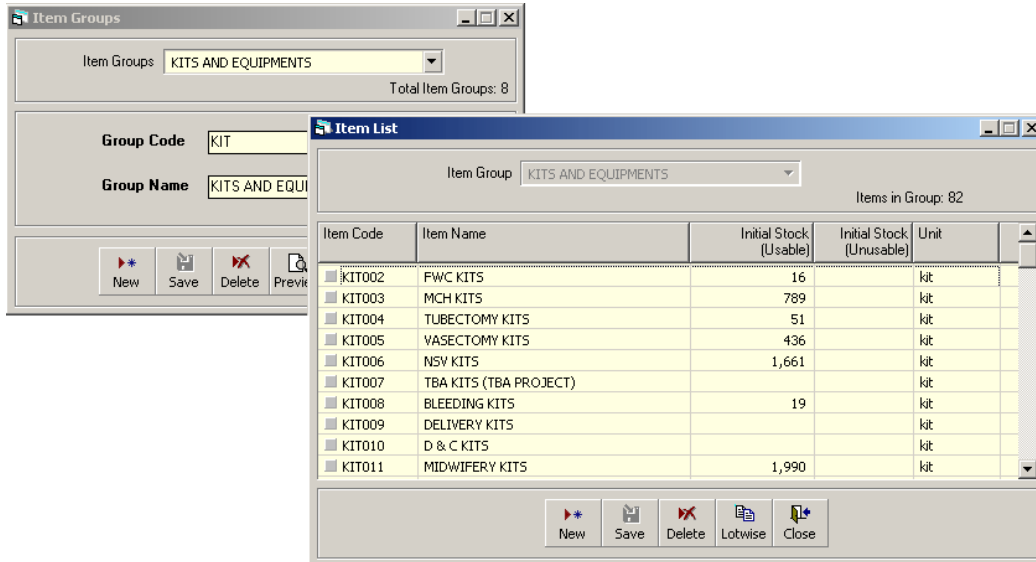 Item Groups
Item Groups KITS AND EQUIPMENTS
Total Item Groups: 8
Group Code KIT
Group Name KITS AND EQUI
New Save Delete Previe
Item List
Item Group KITS AND EQUIPMENTS
Items in Group: 82
Item Code Item Name Initial Stock (Usable) Initial Stock (Unusable) Unit
KIT002 FWC KITS 16 kit
KIT003 MCH KITS 789 kit
KIT004 TUBECTOMY KITS 51 kit
KIT005 VASECTOMY KITS 436 kit
KIT006 NSV KITS 1,661 kit
KIT007 TBA KITS (TBA PROJECT) kit
KIT008 BLEEDING KITS 19 kit
KIT009 DELIVERY KITS kit
KIT010 D & C KITS kit
KIT011 MIDWIFERY KITS 1,990 kit
New Save Delete Lotwise Close